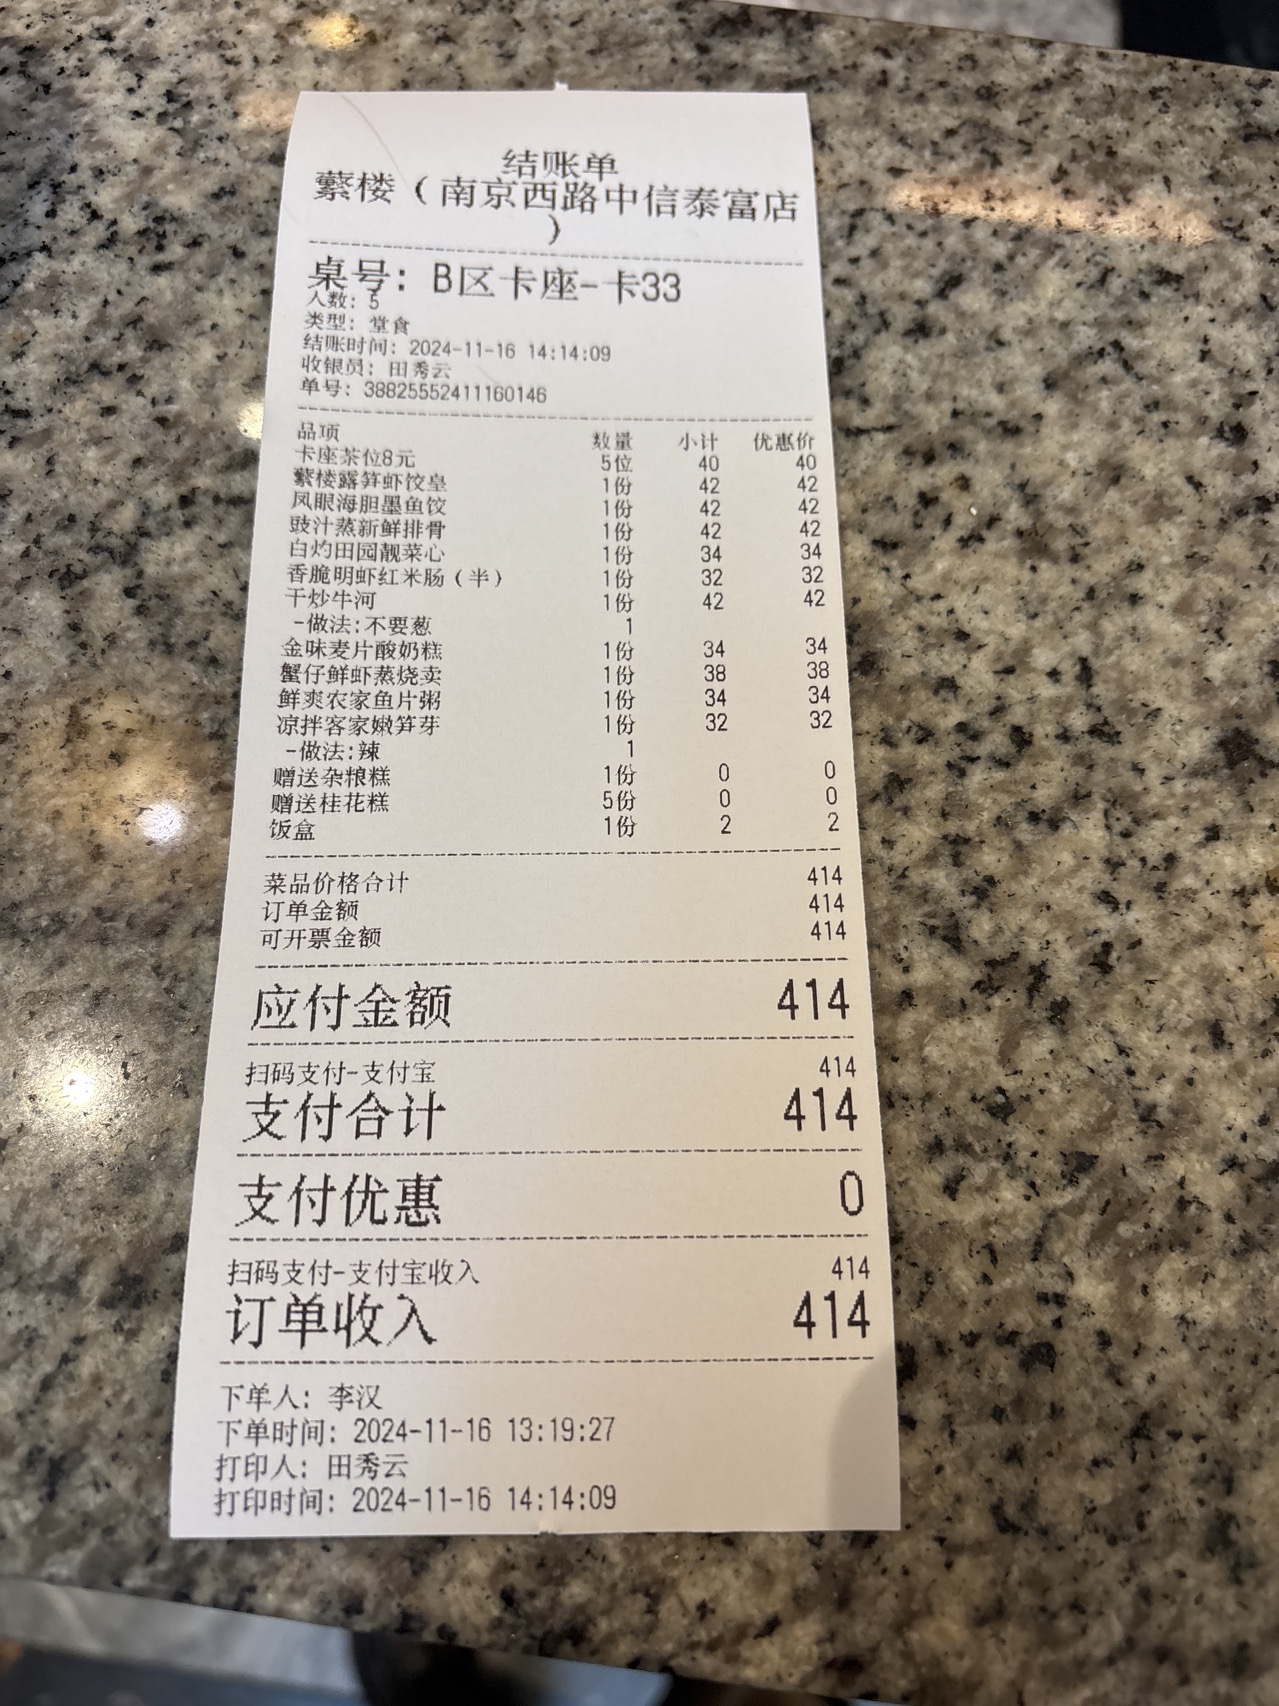 结账单
蘩楼（南京西路中信泰富店
）
桌号: B区卡座-卡33
人数: 5
类型: 堂食
结账时间: 2024-11-16 14:14:09
收银员: 田秀云
单号: 38825552411160146
品项 数量 小计 优惠价
卡座茶位8元 5位 40 40
蘩楼露笋虾饺皇 1份 42 42
凤眼海胆墨鱼饺 1份 42 42
豉汁蒸新鲜排骨 1份 42 42
白灼田园靓菜心 1份 34 34
香脆明虾红米肠（半） 1份 32 32
干炒牛河 1份 42 42
-做法:不要葱 1
金味麦片酸奶糕 1份 34 34
蟹仔鲜虾蒸烧卖 1份 38 38
鲜爽农家鱼片粥 1份 34 34
凉拌客家嫩笋芽 1份 32 32
-做法:辣 1
赠送杂粮糕 1份 0 0
赠送桂花糕 5份 0 0
饭盒 1份 2 2
菜品价格合计 414
订单金额 414
可开票金额 414
应付金额 414
扫码支付-支付宝 414
支付合计 414
支付优惠 0
扫码支付-支付宝收入 414
订单收入 414
下单人: 李汉
下单时间: 2024-11-16 13:19:27
打印人: 田秀云
打印时间: 2024-11-16 14:14:09